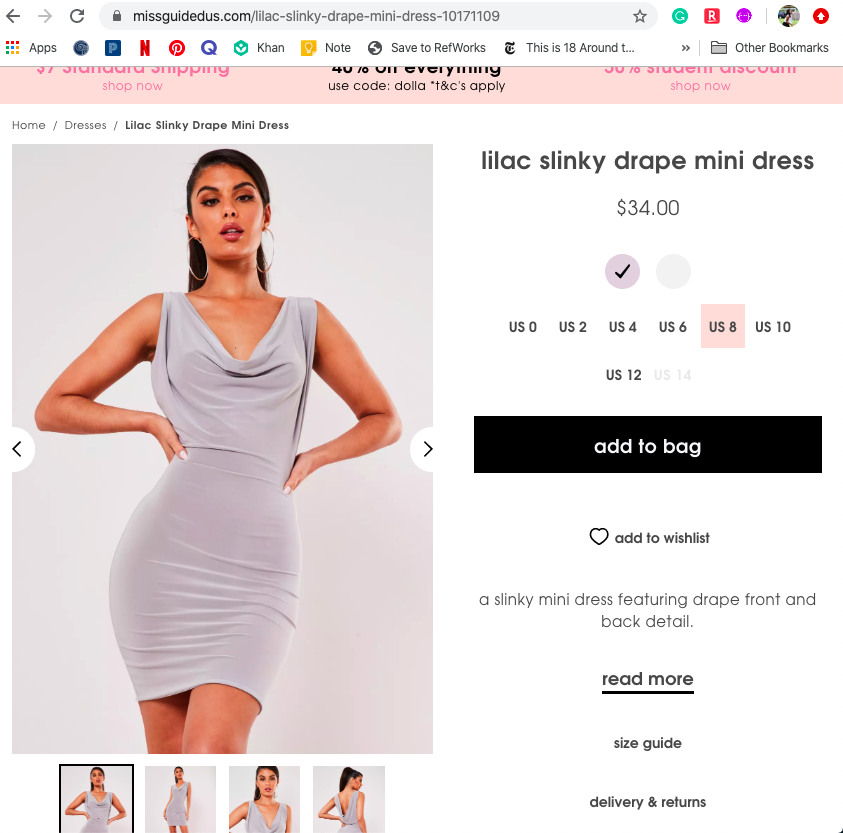 missguidedus.com/lilac-slinky-drape-mini-dress-10171109
Apps Khan Note Save to RefWorks This is 18 Around t... » Other Bookmarks
$7 Standard Shipping 40% off everything 50% student discount
shop now use code: dolla *t&c's apply shop now
Home / Dresses / Lilac Slinky Drape Mini Dress
lilac slinky drape mini dress
$34.00
US 0 US 2 US 4 US 6 US 8 US 10
US 12 US 14
add to bag
add to wishlist
a slinky mini dress featuring drape front and
back detail.
read more
size guide
delivery & returns